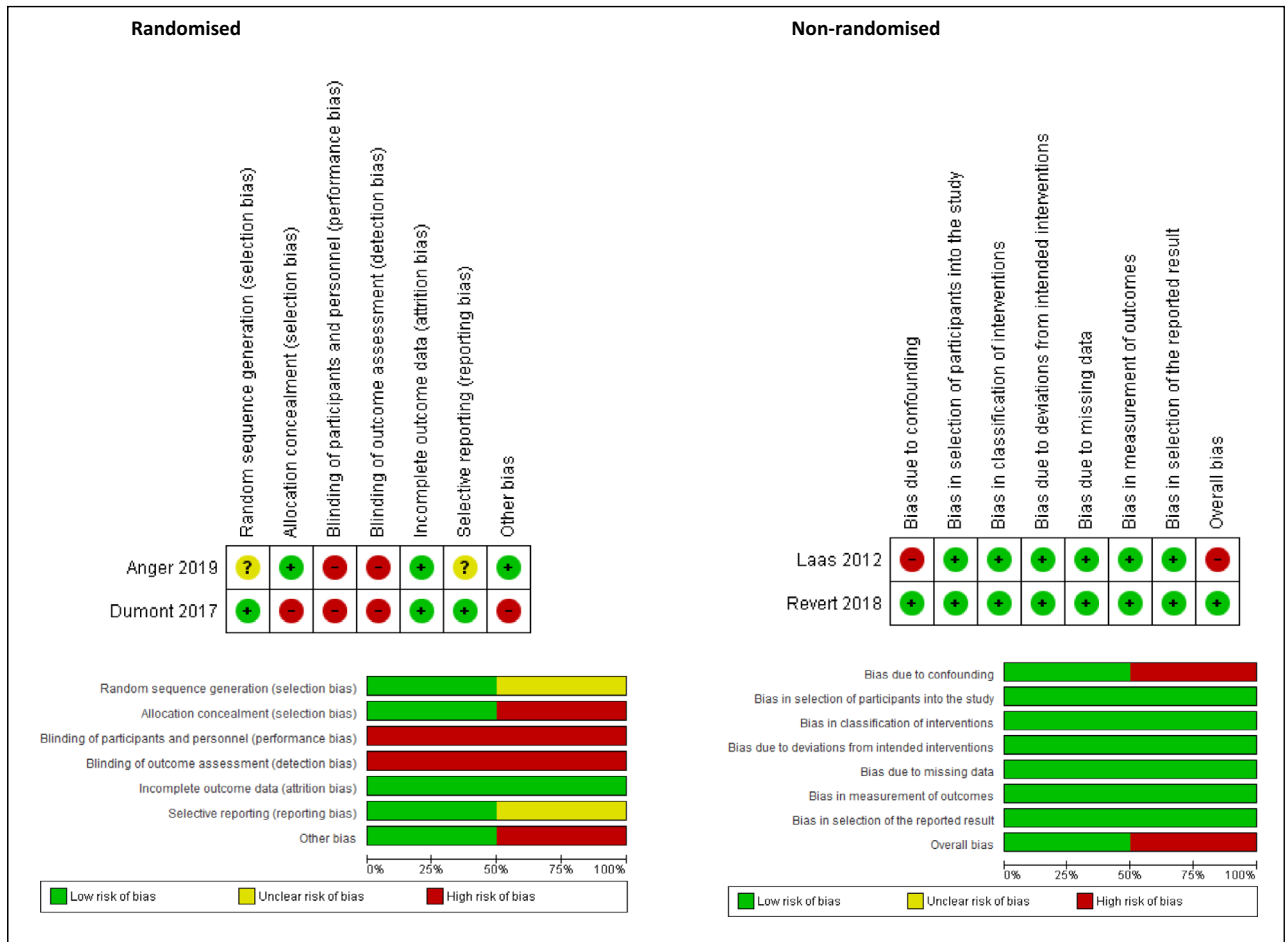 Randomised
Random sequence generation (selection bias)
Allocation concealment (selection bias)
Blinding of participants and personnel (performance bias)
Blinding of outcome assessment (detection bias)
Incomplete outcome data (attrition bias)
Selective reporting (reporting bias)
Other bias
Anger 2019 ? + - - + ? +
Dumont 2017 + - - - + + -
Random sequence generation (selection bias)
Allocation concealment (selection bias)
Blinding of participants and personnel (performance bias)
Blinding of outcome assessment (detection bias)
Incomplete outcome data (attrition bias)
Selective reporting (reporting bias)
Other bias
0% 25% 50% 75% 100%
Low risk of bias Unclear risk of bias High risk of bias
Non-randomised
Bias due to confounding
Bias in selection of participants into the study
Bias in classification of interventions
Bias due to deviations from intended interventions
Bias due to missing data
Bias in measurement of outcomes
Bias in selection of the reported result
Overall bias
Laas 2012 - + + + + + + -
Revert 2018 + + + + + + + +
Bias due to confounding
Bias in selection of participants into the study
Bias in classification of interventions
Bias due to deviations from intended interventions
Bias due to missing data
Bias in measurement of outcomes
Bias in selection of the reported result
Overall bias
0% 25% 50% 75% 100%
Low risk of bias Unclear risk of bias High risk of bias